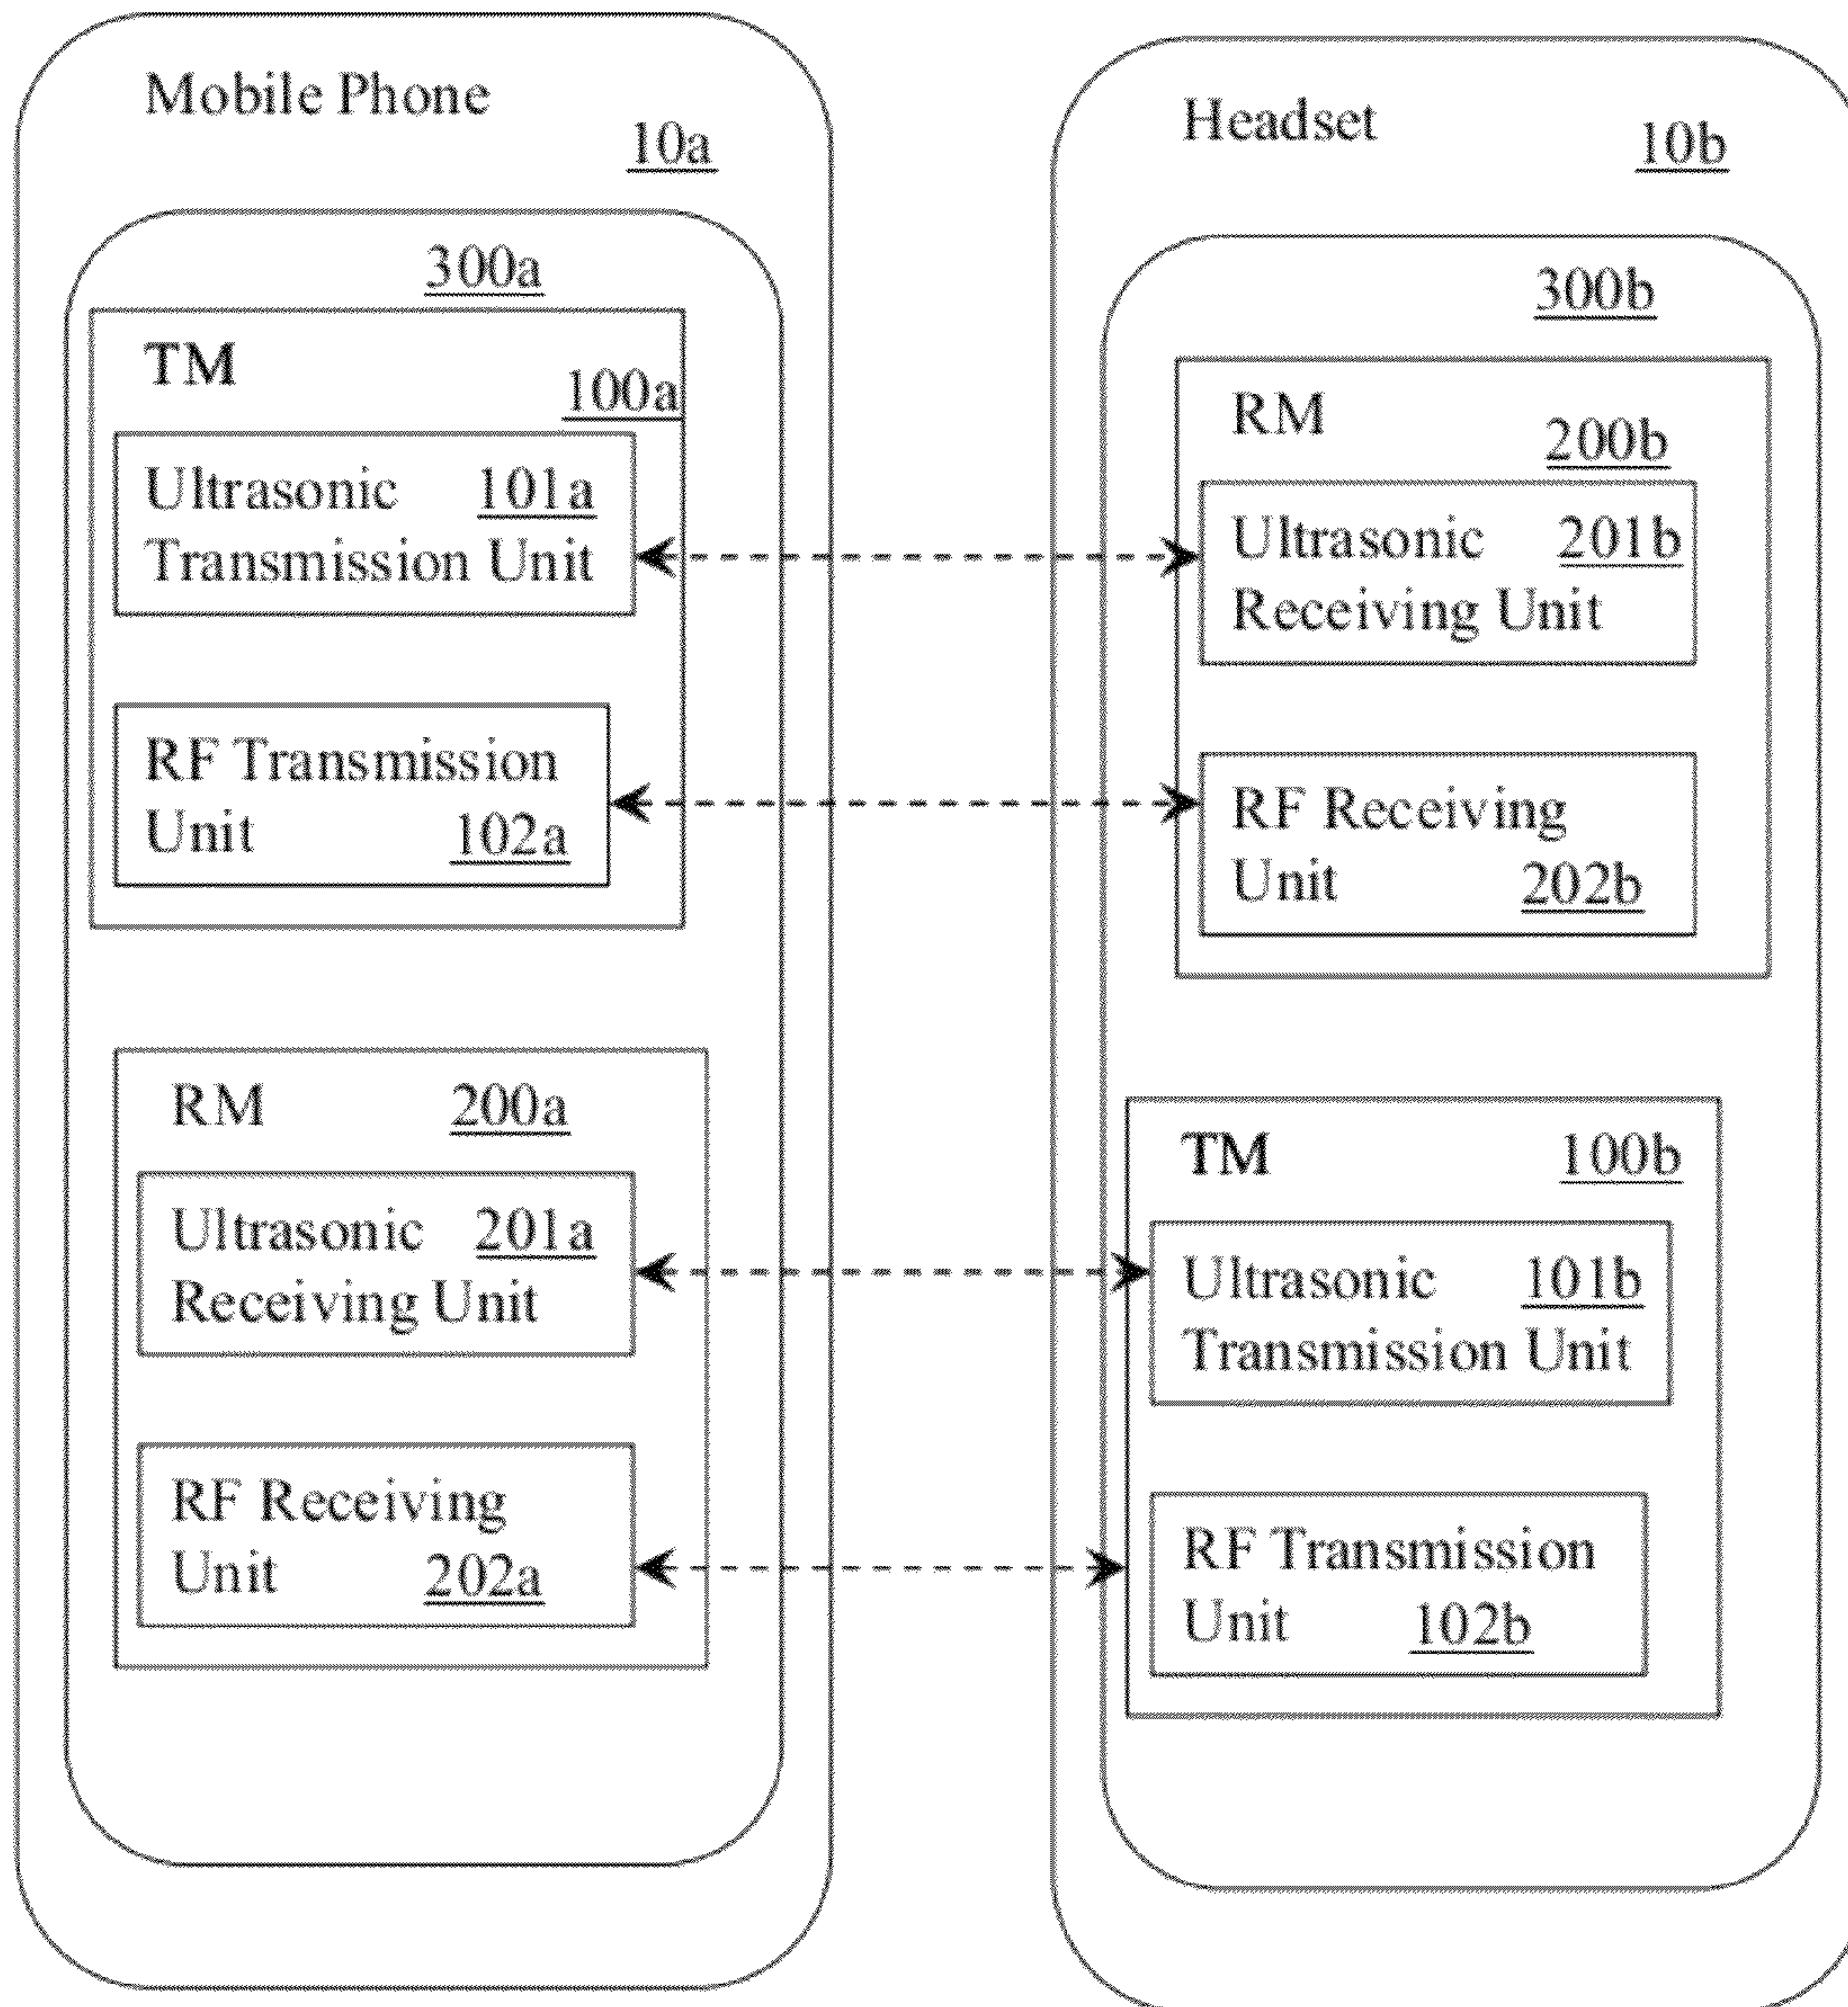 Mobile Phone
10a
300a
TM
100a
Ultrasonic 101a
Transmission Unit
RF Transmission
Unit 102a
RM 200a
Ultrasonic 201a
Receiving Unit
RF Receiving
Unit 202a
Headset
10b
300b
RM
200b
Ultrasonic 201b
Receiving Unit
RF Receiving
Unit 202b
TM 100b
Ultrasonic 101b
Transmission Unit
RF Transmission
Unit 102b